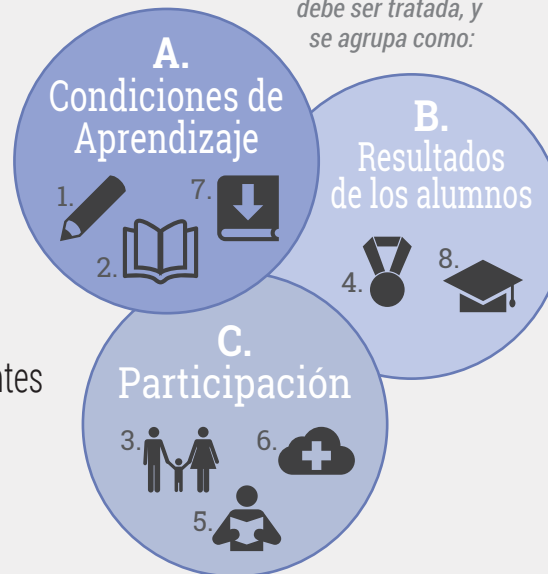 debe ser tratada, y
se agrupa como:
A.
Condiciones de
Aprendizaje
1.
7.
2.
B.
Resultados
de los alumnos
4.
8.
C.
Participación
3.
6.
5.